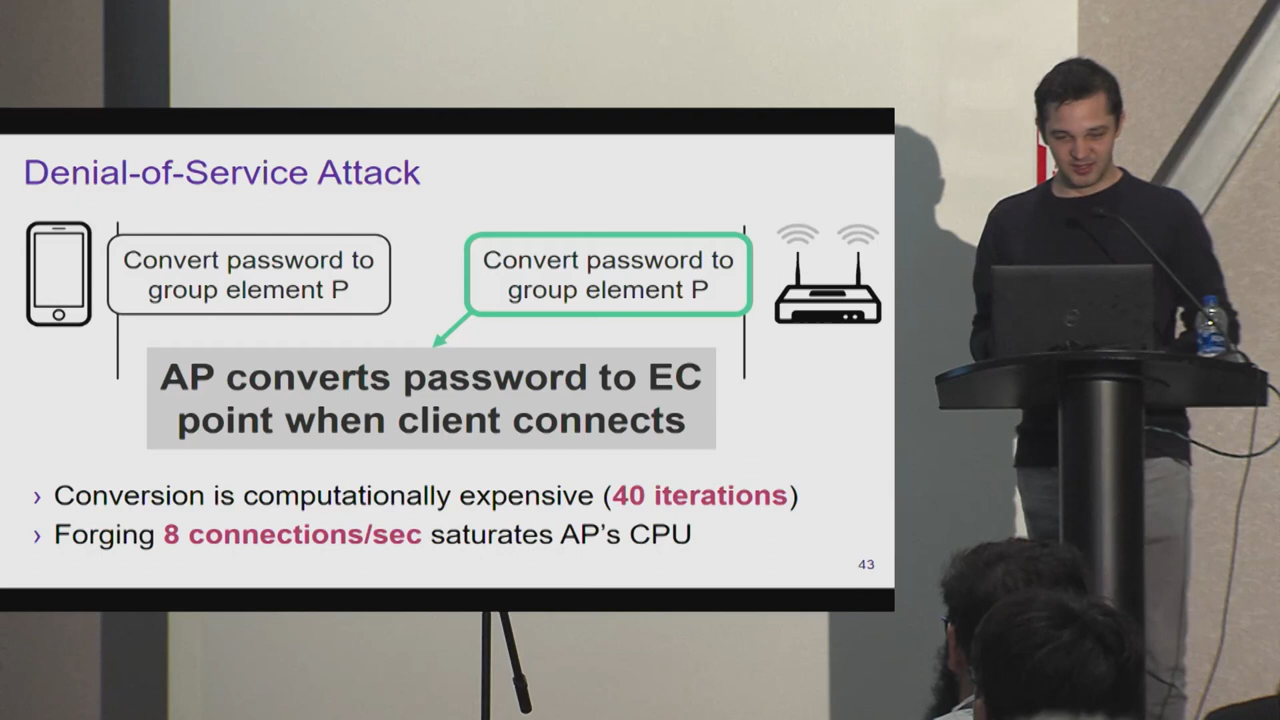 Denial-of-Service Attack
Convert password to
group element P
Convert password to
group element P
AP converts password to EC
point when client connects
› Conversion is computationally expensive (40 iterations)
› Forging 8 connections/sec saturates AP's CPU
43